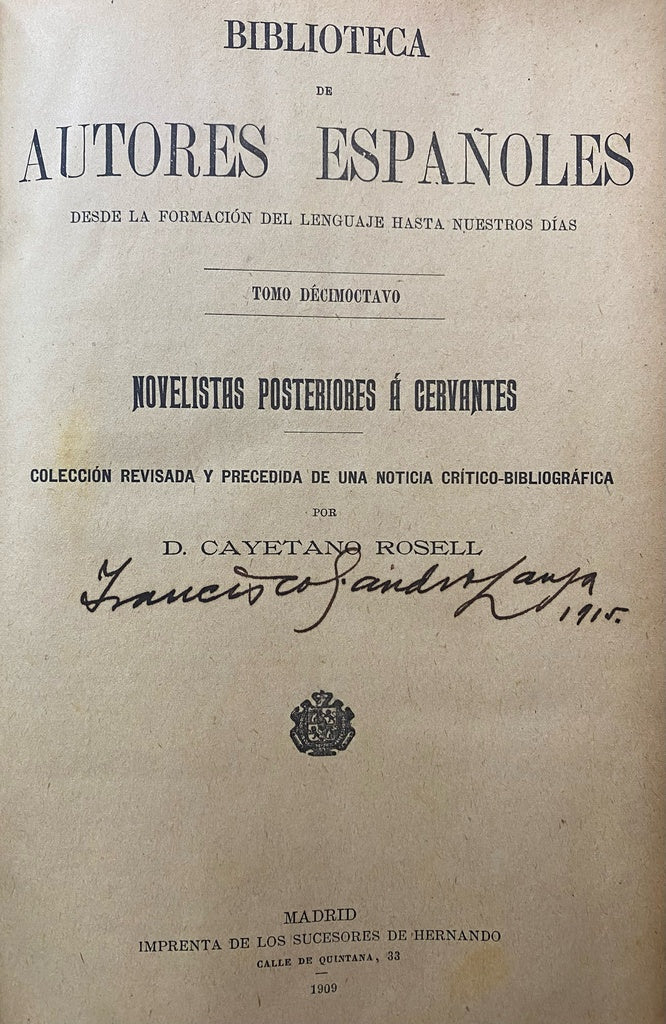 BIBLIOTECA
DE
AUTORES ESPAÑOLES
DESDE LA FORMACIÓN DEL LENGUAJE HASTA NUESTROS DÍAS
TOMO DÉCIMOCTAVO
NOVELISTAS POSTERIORES Á CERVANTES
COLECCIÓN REVISADA Y PRECEDIDA DE UNA NOTICIA CRÍTICO-BIBLIOGRÁFICA
POR
D. CAYETANO ROSELL
Francisco
1915.
MADRID
IMPRENTA DE LOS SUCESORES DE HERNANDO
CALLE DE QUINTANA, 33
1909